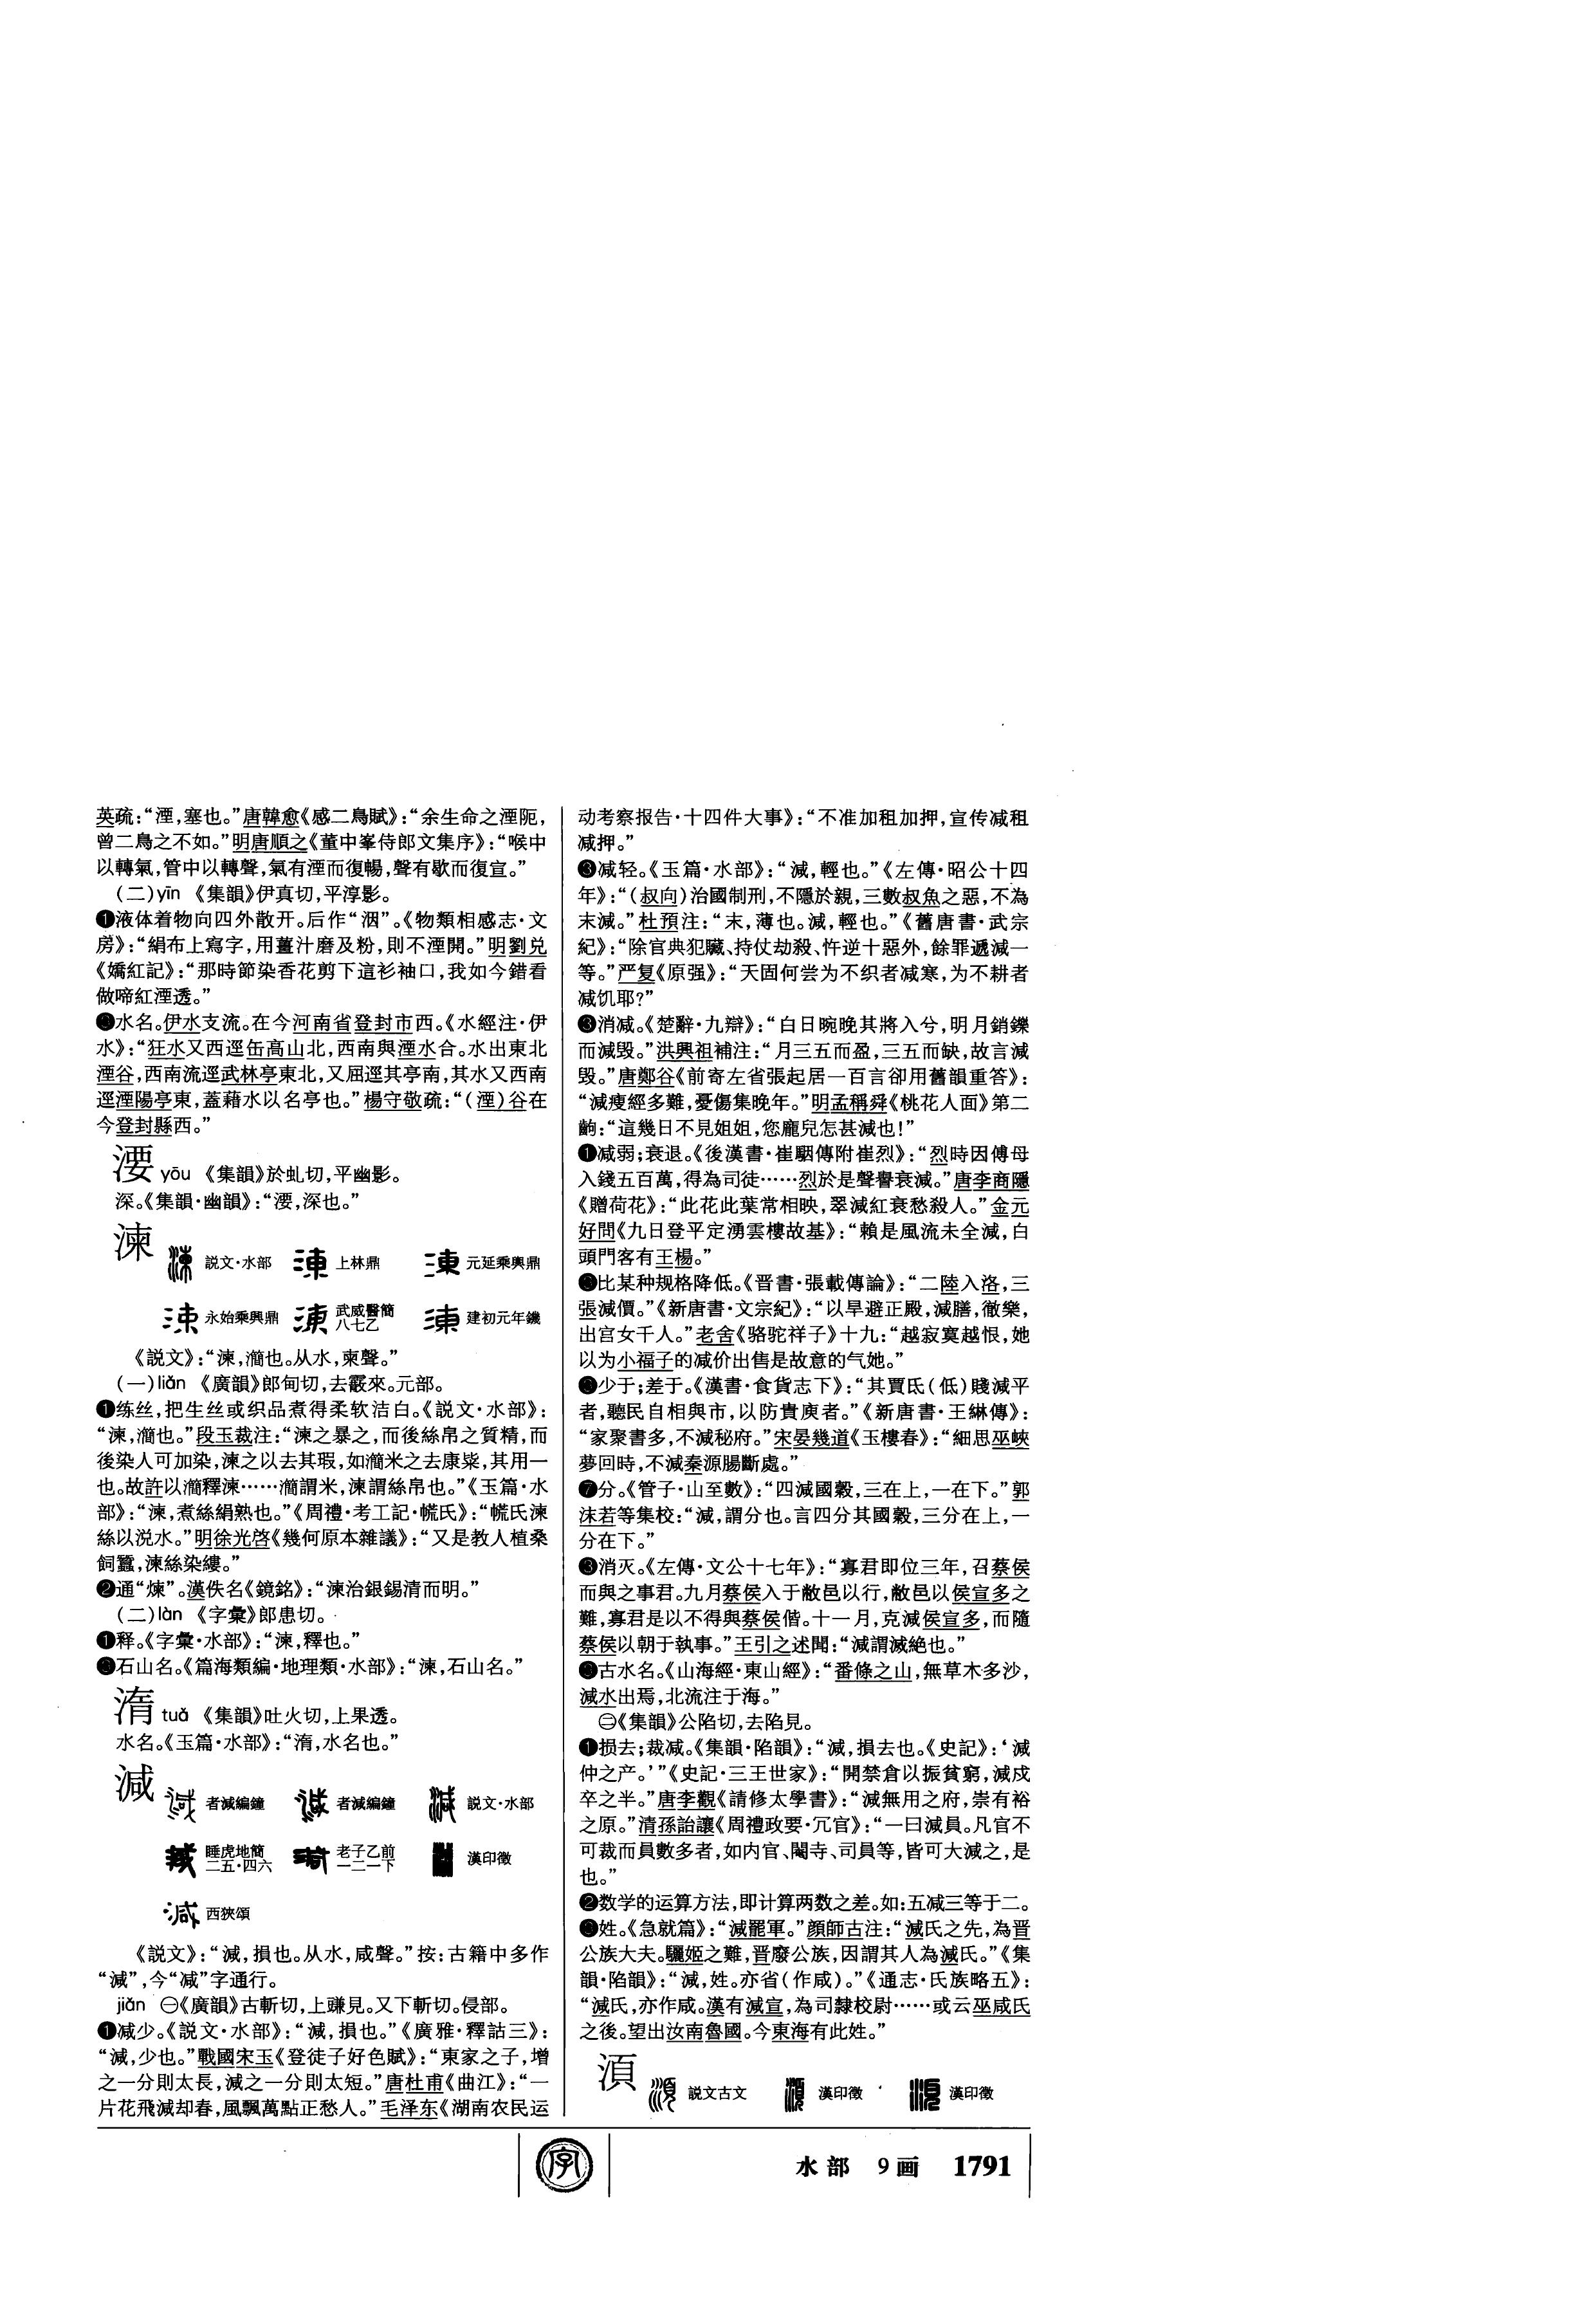 英疏：“湮，塞也。”唐韓愈《感二鳥賦》：“余生命之湮阨，
曾二鳥之不如。”明唐順之《董中峯侍郎文集序》：“喉中
以轉氣，管中以轉聲，氣有湮而復暢，聲有歇而復宣。”
（二）yīn 《集韻》伊真切，平淳影。
❶液体着物向四外散开。后作“洇”。《物類相感志·文
房》：“絹布上寫字，用薑汁磨及粉，則不湮開。”明劉兑
《嬌紅記》：“那時節染香花剪下這衫袖口，我如今錯看
做啼紅湮透。”
水名。伊水支流。在今河南省登封市西。《水經注·伊
水》：“狂水又西逕缶高山北，西南與湮水合。水出東北
湮谷，西南流逕武林亭東北，又屈逕其亭南，其水又西南
逕湮陽亭東，蓋藉水以名亭也。”楊守敬疏：“（湮）谷在
今登封縣西。”
㴗 yōu 《集韻》於虬切，平幽影。
深。《集韻·幽韻》：“㴗，深也。”
湅
説文·水部 上林鼎 元延乘輿鼎
永始乘輿鼎 武威醫簡八七乙 建初元年鐖
《説文》：“湅，㶕也。从水，柬聲。”
（一）liǎn 《廣韻》郎甸切，去霰來。元部。
❶练丝，把生丝或织品煮得柔软洁白。《説文·水部》：
“湅，㶕也。”段玉裁注：“湅之暴之，而後絲帛之質精，而
後染人可加染，湅之以去其瑕，如㶕米之去康粊，其用一
也。故許以㶕釋湅……㶕謂米，湅謂絲帛也。”《玉篇·水
部》：“湅，煮絲絹熟也。”《周禮·考工記·㡆氏》：“㡆氏湅
絲以涚水。”明徐光啓《幾何原本雜議》：“又是教人植桑
飼蠶，湅絲染縷。”
❷通“煉”。漢佚名《鏡銘》：“湅治銀錫清而明。”
（二）làn 《字彙》郎患切。
❶释。《字彙·水部》：“湅，釋也。”
石山名。《篇海類編·地理類·水部》：“湅，石山名。”
㴖 tuǎ 《集韻》吐火切，上果透。
水名。《玉篇·水部》：“㴖，水名也。”
減
者減編鐘 者減編鐘 説文·水部
睡虎地簡二五·四六 老子乙前一二一下 漢印徵
西狹頌
《説文》：“減，損也。从水，咸聲。”按：古籍中多作
“減”，今“减”字通行。
jiǎn ㊀《廣韻》古斬切，上豏見。又下斬切。侵部。
❶减少。《説文·水部》：“減，損也。”《廣雅·釋詁三》：
“減，少也。”戰國宋玉《登徒子好色賦》：“東家之子，增
之一分則太長，減之一分則太短。”唐杜甫《曲江》：“一
片花飛減却春，風飄萬點正愁人。”毛泽东《湖南农民运
动考察报告·十四件大事》：“不准加租加押，宣传减租
减押。”
减轻。《玉篇·水部》：“減，輕也。”《左傳·昭公十四
年》：“（叔向）治國制刑，不隱於親，三數叔魚之惡，不為
末減。”杜預注：“末，薄也。減，輕也。”《舊唐書·武宗
紀》：“除官典犯贜、持仗劫殺、忤逆十惡外，餘罪遞減一
等。”严复《原强》：“天固何尝为不织者减寒，为不耕者
减饥耶？”
❸消减。《楚辭·九辯》：“白日晼晚其將入兮，明月銷鑠
而減毁。”洪興祖補注：“月三五而盈，三五而缺，故言減
毁。”唐鄭谷《前寄左省張起居一百言卻用舊韻重答》：
“減瘦經多難，憂傷集晚年。”明孟稱舜《桃花人面》第二
齣：“這幾日不見姐姐，您龐兒怎甚減也！”
减弱；衰退。《後漢書·崔駰傳附崔烈》：“烈時因傅母
入錢五百萬，得為司徒……烈於是聲譽衰減。”唐李商隱
《贈荷花》：“此花此葉常相映，翠減紅衰愁殺人。”金元
好問《九日登平定湧雲樓故基》：“賴是風流未全減，白
頭門客有王楊。”
比某种规格降低。《晋書·張載傳論》：“二陸入洛，三
張減價。”《新唐書·文宗紀》：“以旱避正殿，減膳，徹樂，
出宫女千人。”老舍《骆驼祥子》十九：“越寂寞越恨，她
以为小福子的减价出售是故意的气她。”
少于；差于。《漢書·食貨志下》：“其賈氐（低）賤減平
者，聽民自相與市，以防貴庾者。”《新唐書·王綝傳》：
“家聚書多，不減秘府。”宋晏幾道《玉樓春》：“細思巫峽
夢回時，不減秦源腸斷處。”
❼分。《管子·山至數》：“四減國穀，三在上，一在下。”郭
沫若等集校：“減，謂分也。言四分其國穀，三分在上，一
分在下。”
消灭。《左傳·文公十七年》：“寡君即位三年，召蔡侯
而與之事君。九月蔡侯入于敝邑以行，敝邑以侯宣多之
難，寡君是以不得與蔡侯偕。十一月，克減侯宣多，而隨
蔡侯以朝于執事。”王引之述聞：“減謂滅絶也。”
古水名。《山海經·東山經》：“番條之山，無草木多沙，
減水出焉，北流注于海。”
㊁《集韻》公陷切，去陷見。
❶损去；裁减。《集韻·陷韻》：“減，損去也。《史記》：‘減
仲之产。’”《史記·三王世家》：“開禁倉以振貧窮，減戍
卒之半。”唐李觀《請修太學書》：“減無用之府，崇有裕
之原。”清孫詒讓《周禮政要·冗官》：“一曰減員。凡官不
可裁而員數多者，如内官、閹寺、司員等，皆可大減之，是
也。”
❷数学的运算方法，即计算两数之差。如：五减三等于二。
姓。《急就篇》：“減罷軍。”顔師古注：“減氏之先，為晋
公族大夫。驪姬之難，晋廢公族，因謂其人為減氏。”《集
韻·陷韻》：“減，姓。亦省（作咸）。”《通志·氏族略五》：
“減氏，亦作咸。漢有減宣，為司隸校尉……或云巫咸氏
之後。望出汝南魯國。今東海有此姓。”
湏
説文古文 漢印徵 漢印徵
字 水部 9画 1791